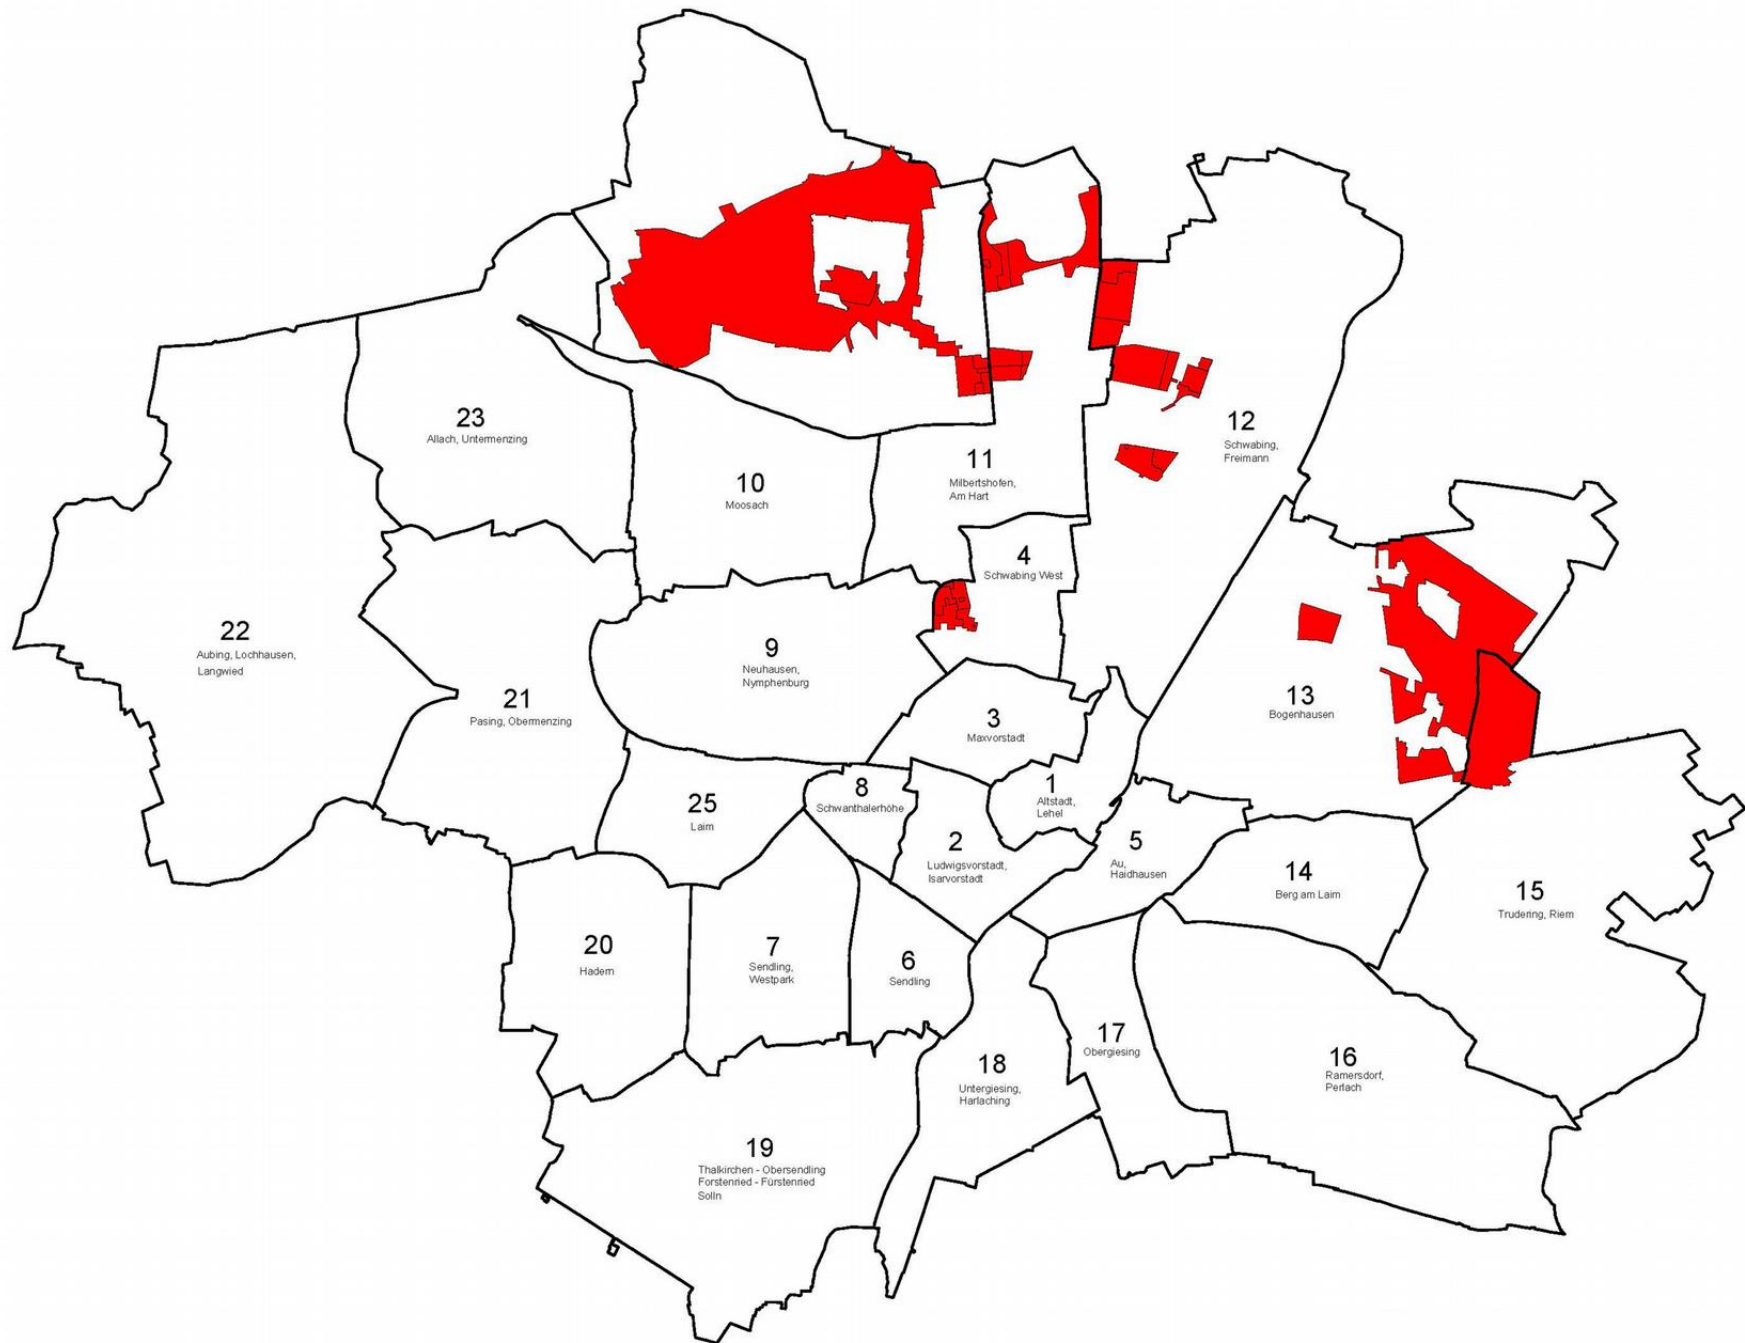 12
Schwabing,
Freimann
23
Allach, Untermenzing
11
Milbertshofen,
Am Hart
10
Moosach
4
Schwabing West
22
Aubing, Lochhausen,
Langwied
9
Neuhausen,
Nymphenburg
21
Pasing, Obermenzing
13
Bogenhausen
3
Maxvorstadt
8
Schwanthalerhöhe
1
Altstadt,
Lehel
25
Laim
2
Ludwigsvorstadt,
Isarvorstadt
5
Au,
Haidhausen
14
Berg am Laim
15
Trudering, Riem
20
Hadern
7
Sendling,
Westpark
6
Sendling
17
Obergiesing
18
Untergiesing,
Harlaching
16
Ramersdorf,
Perlach
19
Thalkirchen - Obersendling
Forstenried - Fürstenried
Solln